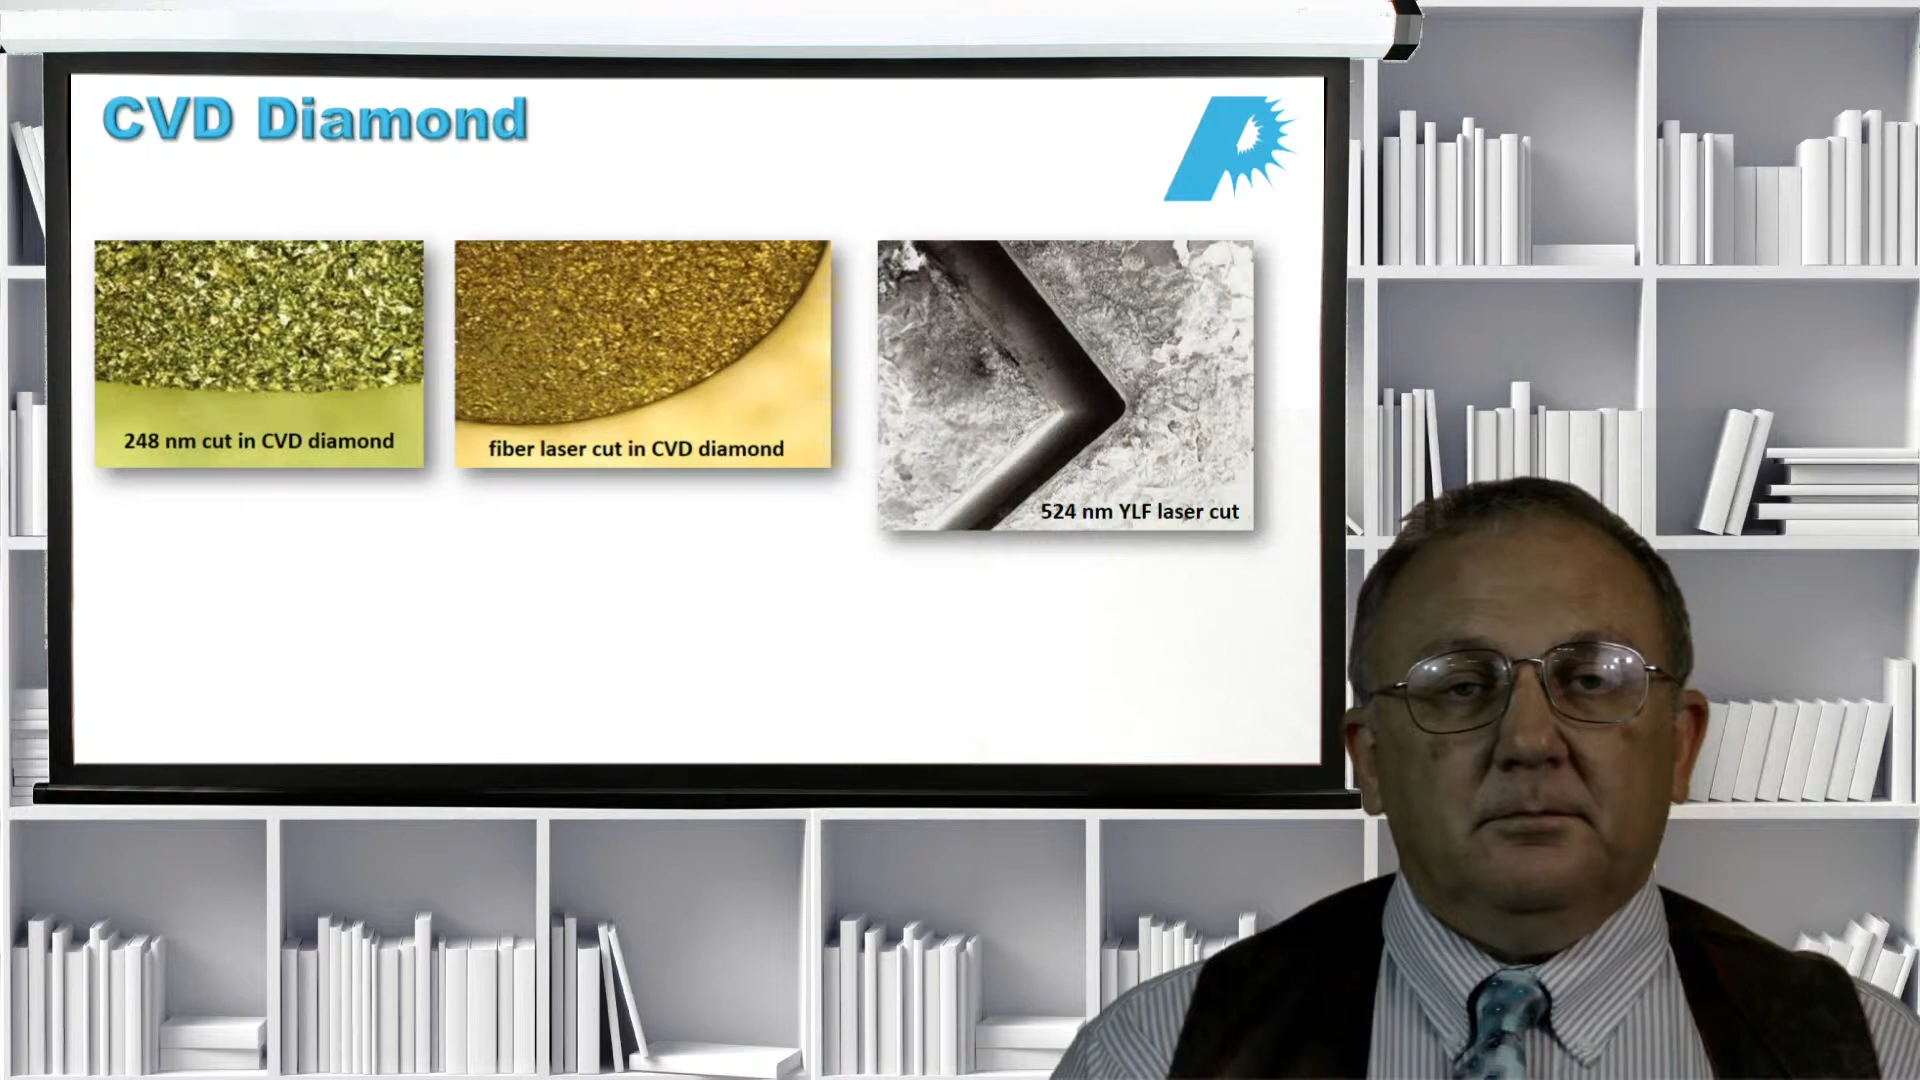 CVD Diamond
248 nm cut in CVD diamond
fiber laser cut in CVD diamond
524 nm YLF laser cut